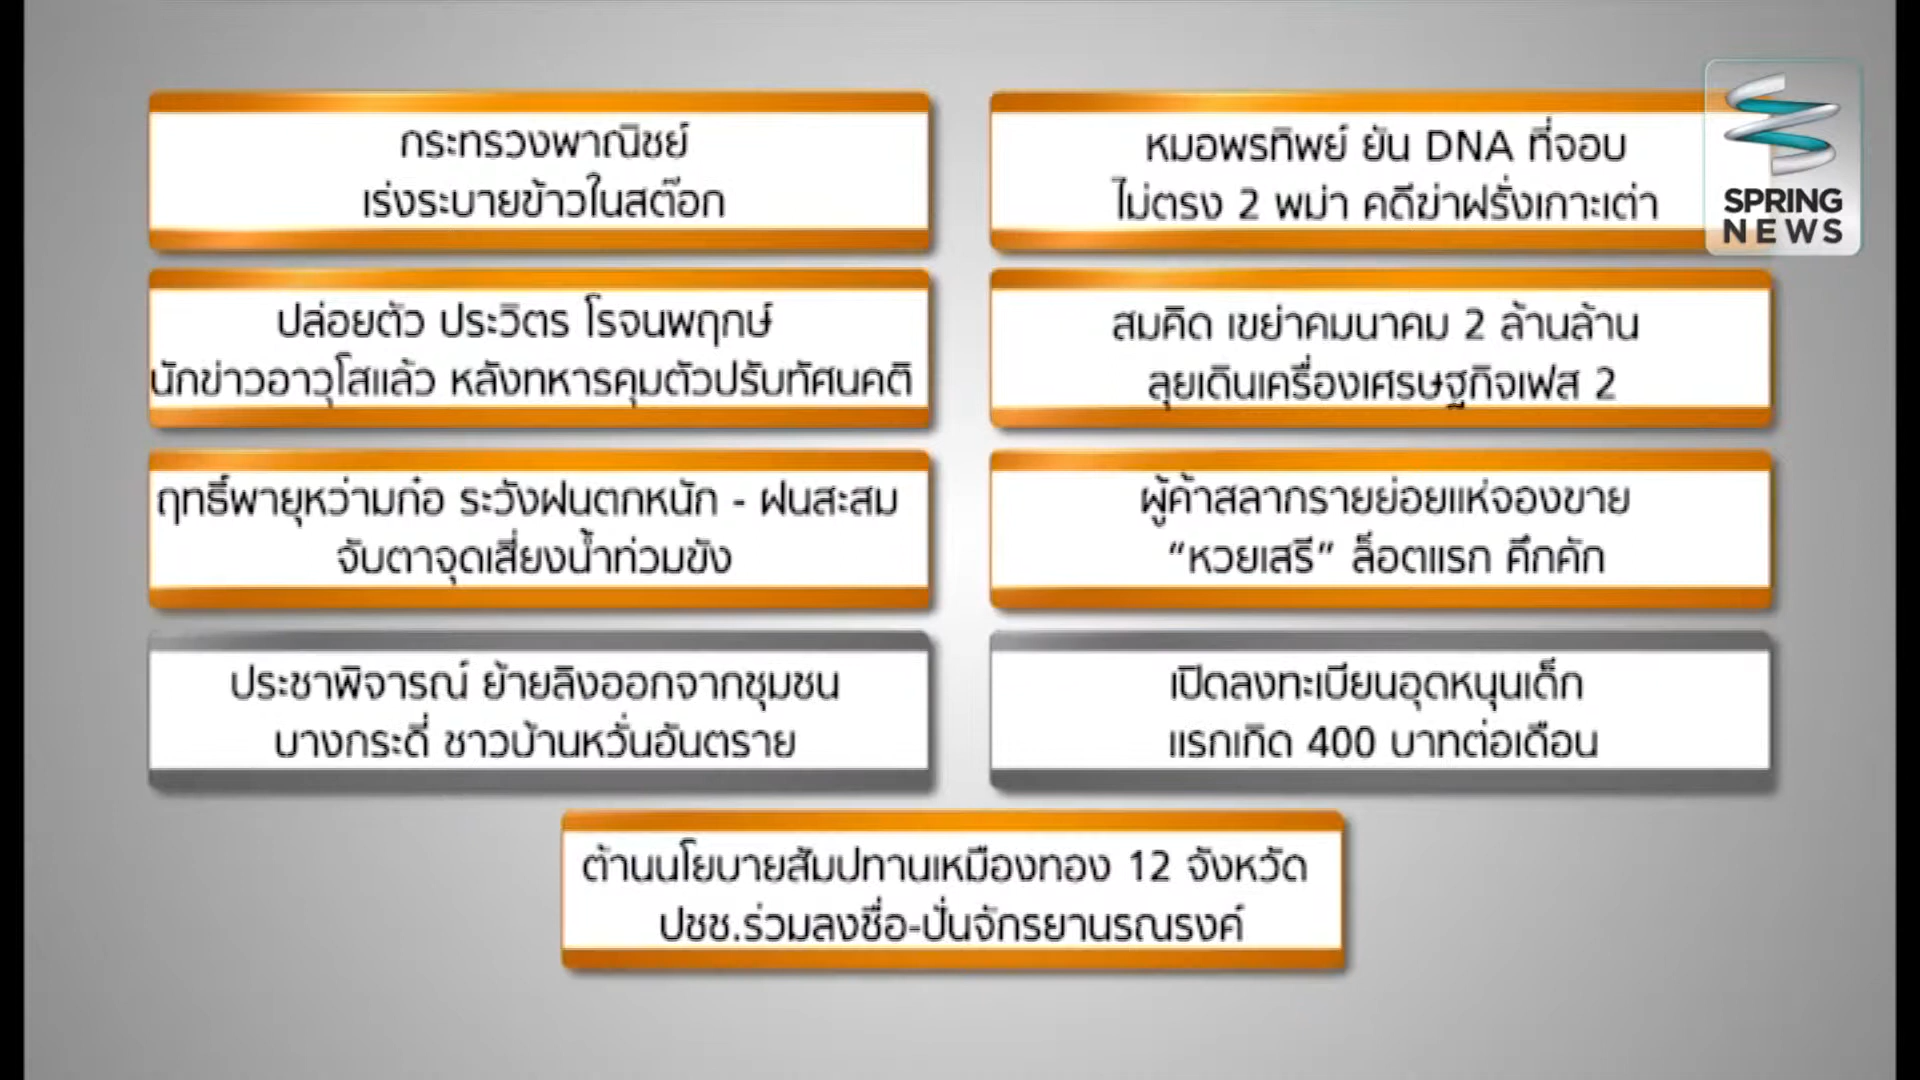 กระทรวงพาณิชย์
เร่งระบายข้าวในสต๊อก
หมอพรทิพย์ ยัน DNA ที่จอบ
ไม่ตรง 2 พม่า คดีฆ่าฝรั่งเกาะเต่า
SPRING
NEWS
ปล่อยตัว ประวิตร โรจนพฤกษ์
นักข่าวอาวุโสแล้ว หลังทหารคุมตัวปรับทัศนคติ
สมคิด เขย่าคมนาคม 2 ล้านล้าน
ลุยเดินเครื่องเศรษฐกิจเฟส 2
ฤทธิ์พายุหว่ามก๋อ ระวังฝนตกหนัก - ฝนสะสม
จับตาจุดเสี่ยงน้ำท่วมขัง
ผู้ค้าสลากรายย่อยแห่จองขาย
“หวยเสรี” ล็อตแรก คึกคัก
ประชาพิจารณ์ ย้ายลิงออกจากชุมชน
บางกระดี่ ชาวบ้านหวั่นอันตราย
เปิดลงทะเบียนอุดหนุนเด็ก
แรกเกิด 400 บาทต่อเดือน
ต้านนโยบายสัมปทานเหมืองทอง 12 จังหวัด
ปชช.ร่วมลงชื่อ-ปั่นจักรยานรณรงค์